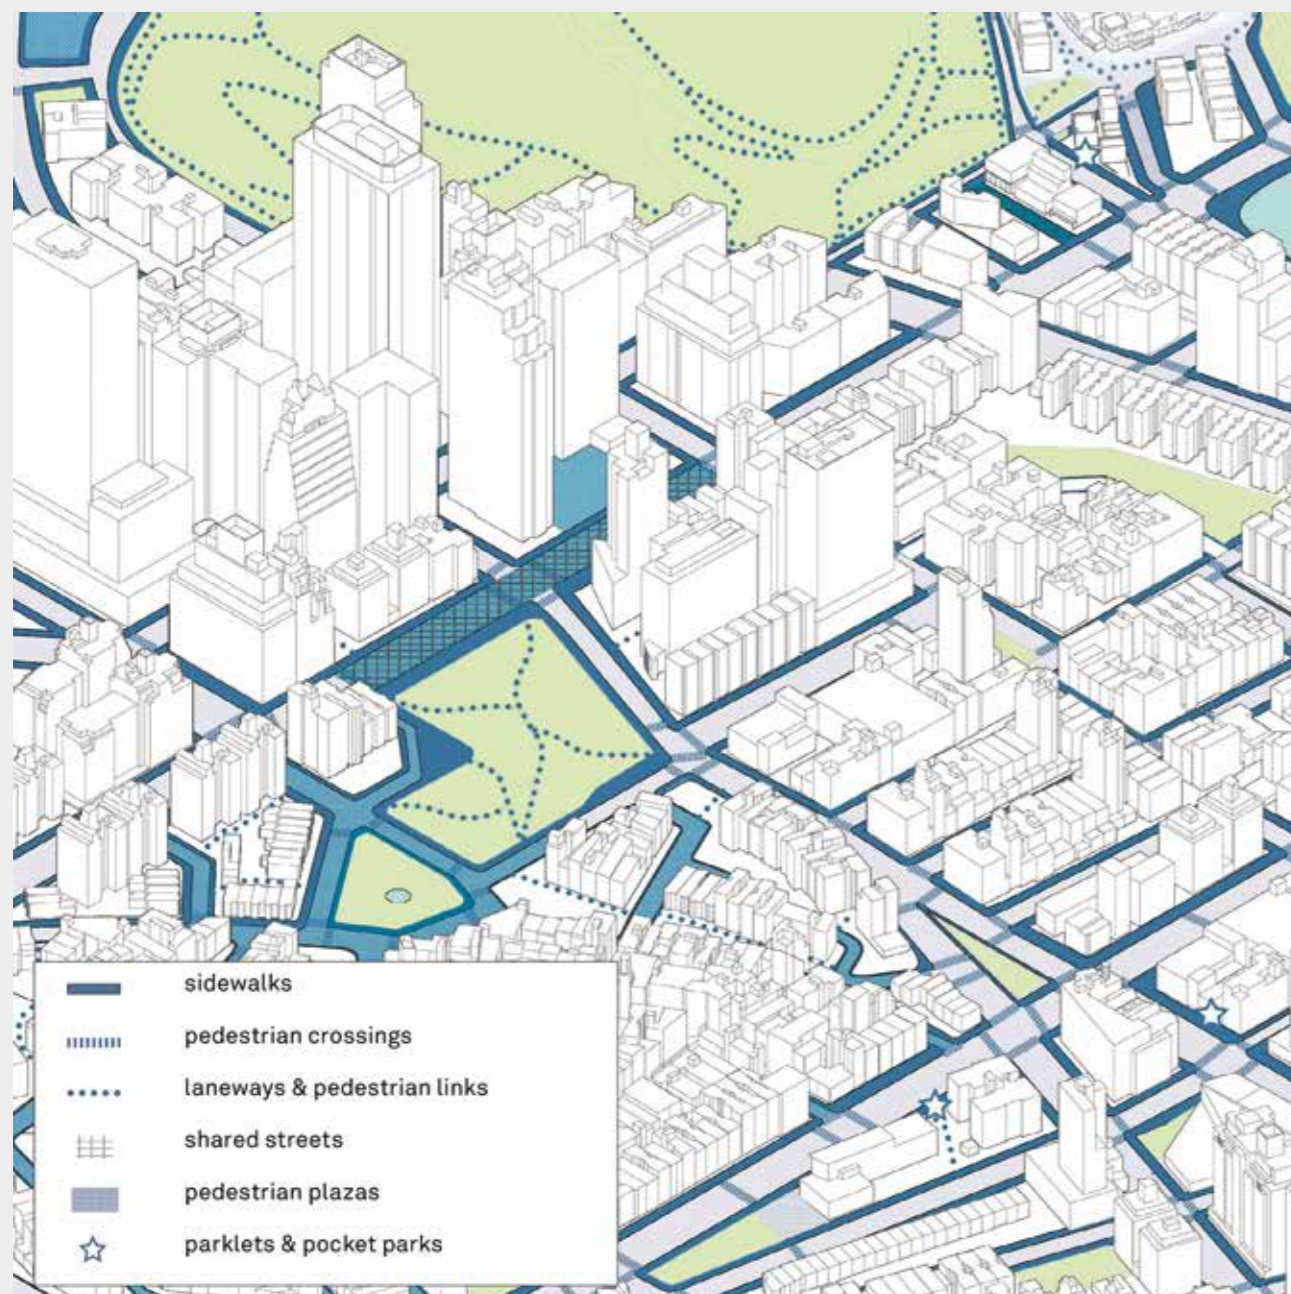 sidewalks
pedestrian crossings
laneways & pedestrian links
shared streets
pedestrian plazas
parklets & pocket parks